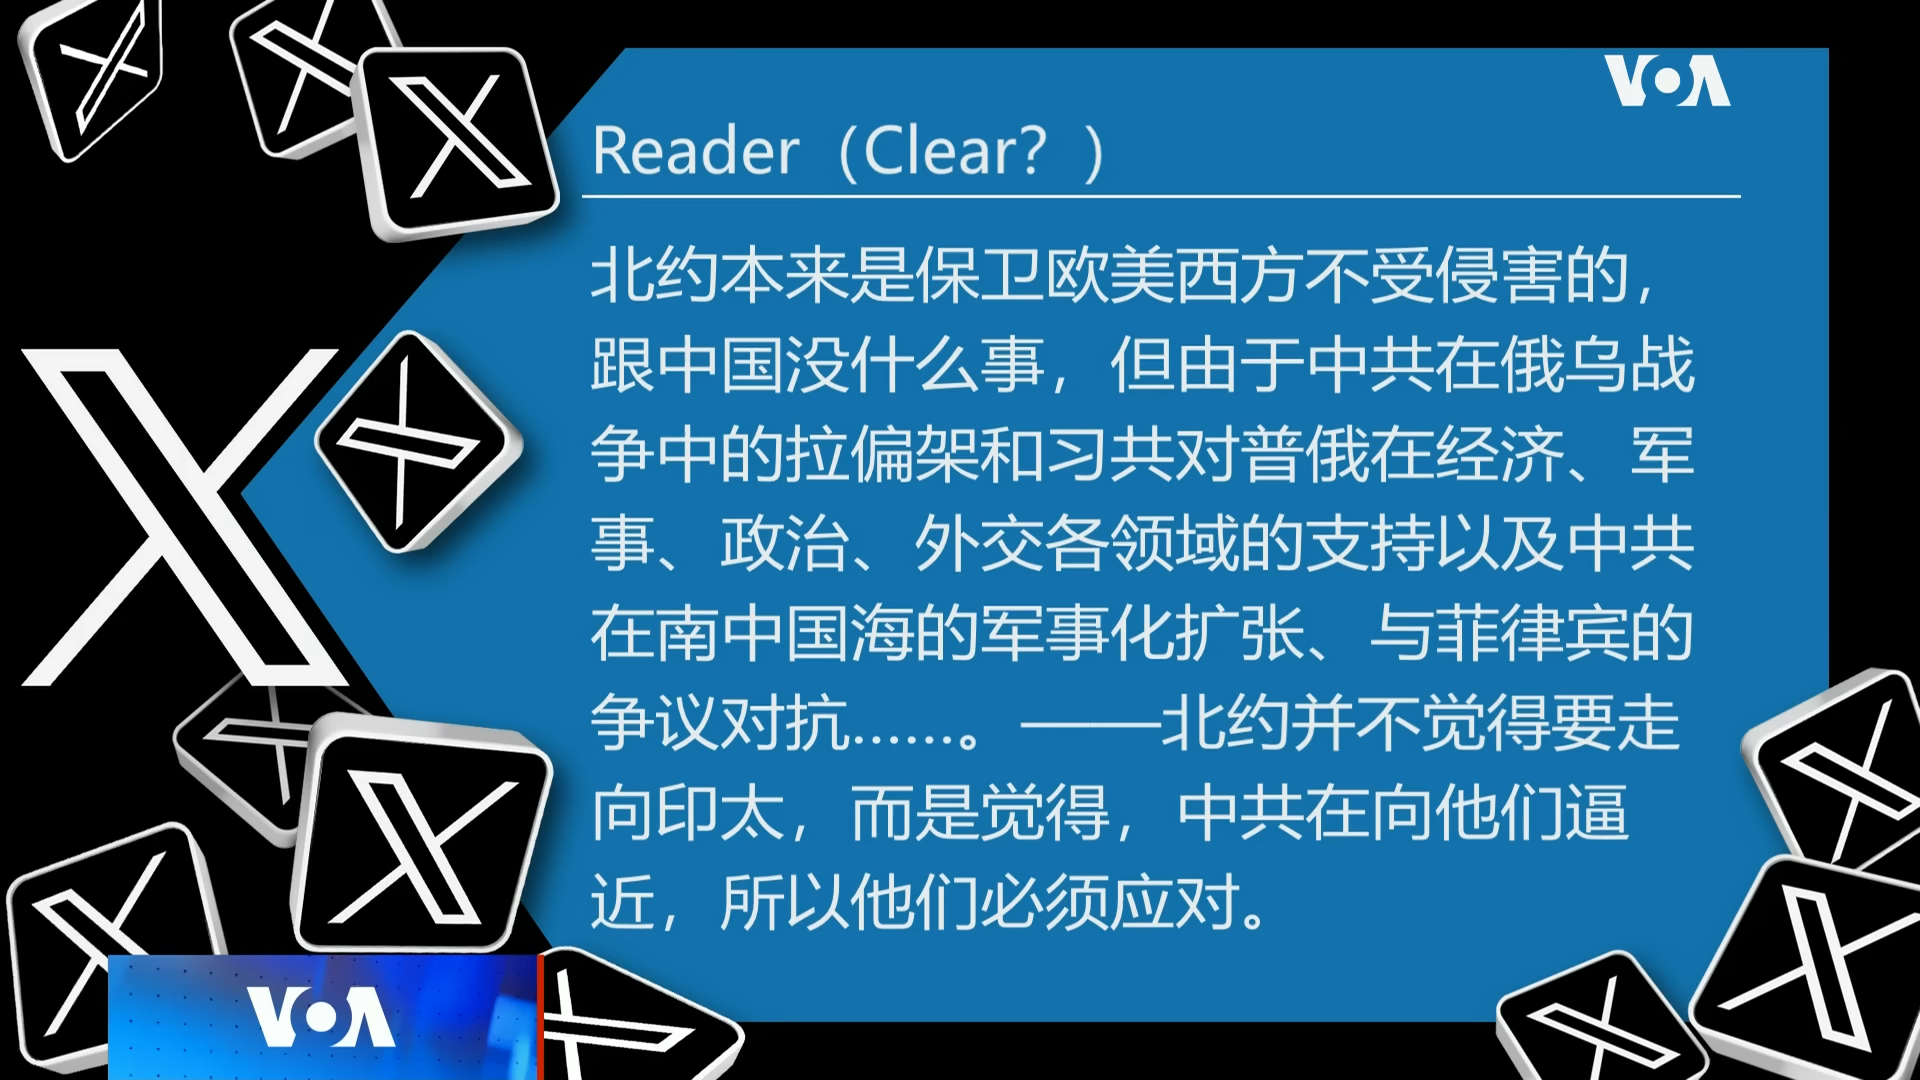 VOA
Reader（Clear？）
北约本来是保卫欧美西方不受侵害的，
跟中国没什么事，但由于中共在俄乌战
争中的拉偏架和习共对普俄在经济、军
事、政治、外交各领域的支持以及中共
在南中国海的军事化扩张、与菲律宾的
争议对抗……。——北约并不觉得要走
向印太，而是觉得，中共在向他们逼
近，所以他们必须应对。
VOA